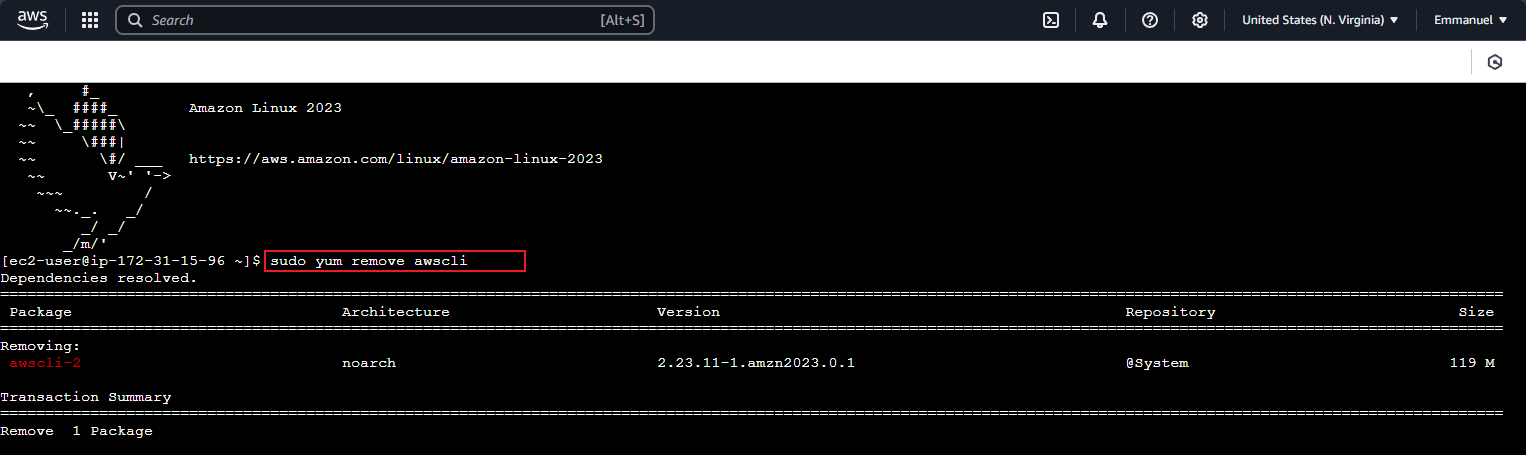 aws Search [Alt+S] United States (N. Virginia) ▼ Emmanuel ▼
   ,     #_
   ~\_  ####_        Amazon Linux 2023
  ~~  \_#####\
  ~~     \###|
  ~~       \#/ ___   https://aws.amazon.com/linux/amazon-linux-2023
   ~~       V~' '->
    ~~~         /
      ~~._.   _/
         _/ _/
       _/m/'
[ec2-user@ip-172-31-15-96 ~]$ sudo yum remove awscli
Dependencies resolved.
Package Architecture Version Repository Size
Removing:
awscli-2 noarch 2.23.11-1.amzn2023.0.1 @System 119 M
Transaction Summary
Remove  1 Package